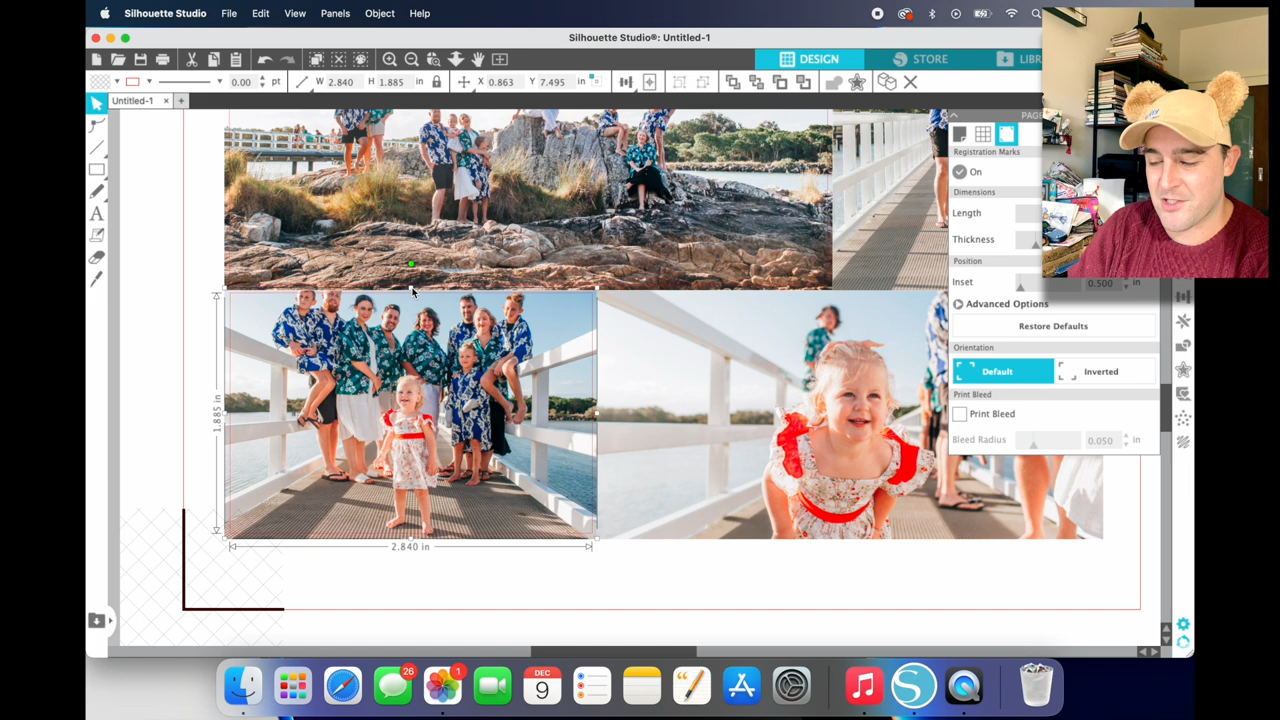 Silhouette Studio File Edit View Panels Object Help
Silhouette Studio®: Untitled-1
DESIGN STORE LIBR
0.00 pt W 2.840 H 1.885 in X 0.863 Y 7.495 in
Untitled-1 × +
PAGE
Registration Marks
On
Dimensions
Length
Thickness
Position
Inset 0.500 in
Advanced Options
Restore Defaults
Orientation
Default Inverted
Print Bleed
Print Bleed
Bleed Radius 0.050 in
1.885 in
2.840 in
26
1
DEC
9